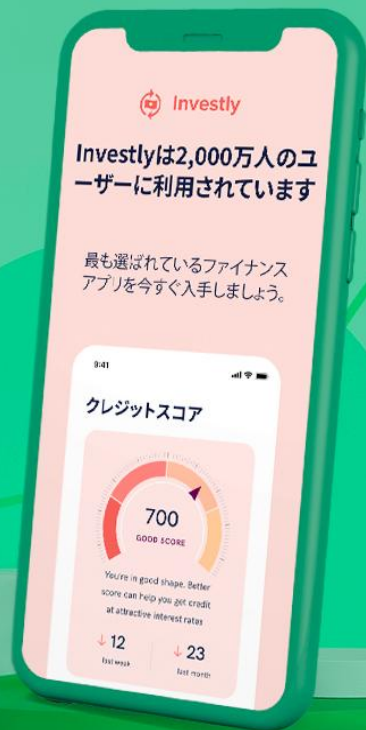 Investly
Investlyは2,000万人のユ
ーザーに利用されています
最も選ばれているファイナンス
アプリを今すぐ入手しましょう。
9:41
クレジットスコア
700
GOOD SCORE
You're in good shape. Better
score can help you get credit
at attractive interest rates
↓ 12
last week
↓ 23
last month